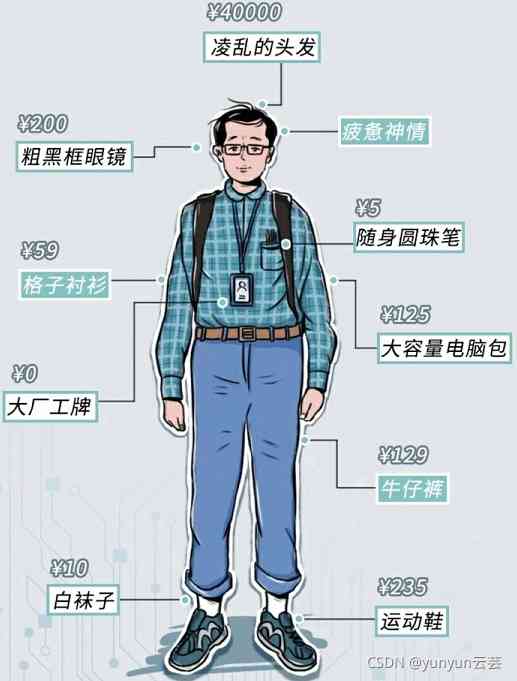 ¥40000
凌乱的头发
¥200
粗黑框眼镜
疲惫神情
¥5
随身圆珠笔
¥59
格子衬衫
¥125
大容量电脑包
¥0
大厂工牌
¥129
牛仔裤
¥10
白袜子
¥235
运动鞋
CSDN @yunyun云芸